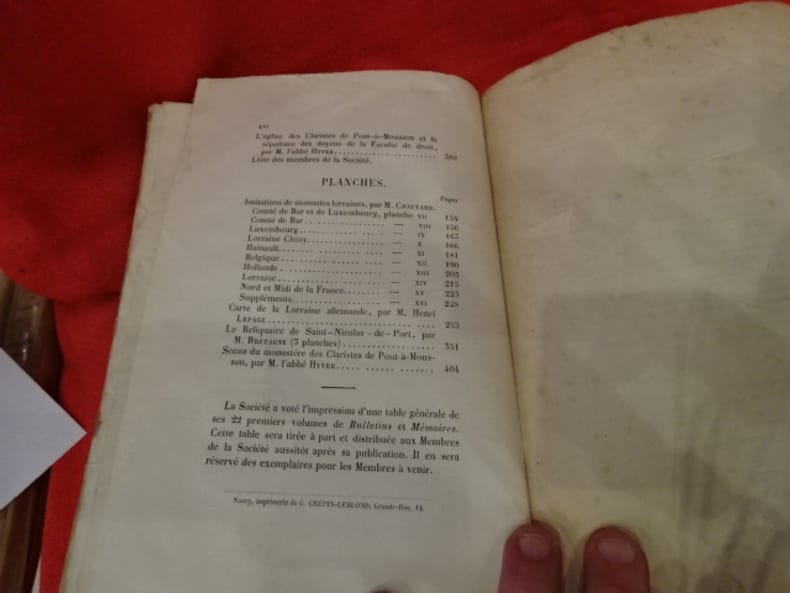 xvi
L'église des Claristes de Pont-à-Mousson et la
sépulture des doyens de la Faculté de droit,
par M. l'abbé HYVER.......................
Liste des membres de la Société.
PLANCHES.
Pages
Imitations de monnaies lorraines, par M. CHAUTARD.
Comté de Bar et de Luxembourg, planche VII 154
Comté de Bar................ — VIII 156
Luxembourg................ — IX 165
Lorraine Chiny................ — X 166
Hainault................ — XI 181
Belgique................ — XII 190
Hollande................ — XIII 203
Lorraine................ — XIV 215
Nord et Midi de la France....... — XV 223
Suppléments................ — XVI 228
Carte de la Lorraine allemande, par M. Henri
LEPAGE................................ 255
Le Reliquaire de Saint-Nicolas-de-Port, par
M. BRETAGNE (3 planches)................ 351
Sceau du monastère des Claristes de Pont-à-Mous-
son, par M. l'abbé HYVER................ 404
La Société a voté l'impression d'une table générale de
ses 22 premiers volumes de Bulletins et Mémoires.
Cette table sera tirée à part et distribuée aux Membres
de la Société aussitôt après sa publication. Il en sera
réservé des exemplaires pour les Membres à venir.
Nancy, imprimerie de G. CRÉPIN-LEBLOND, Grande-Rue, 14.